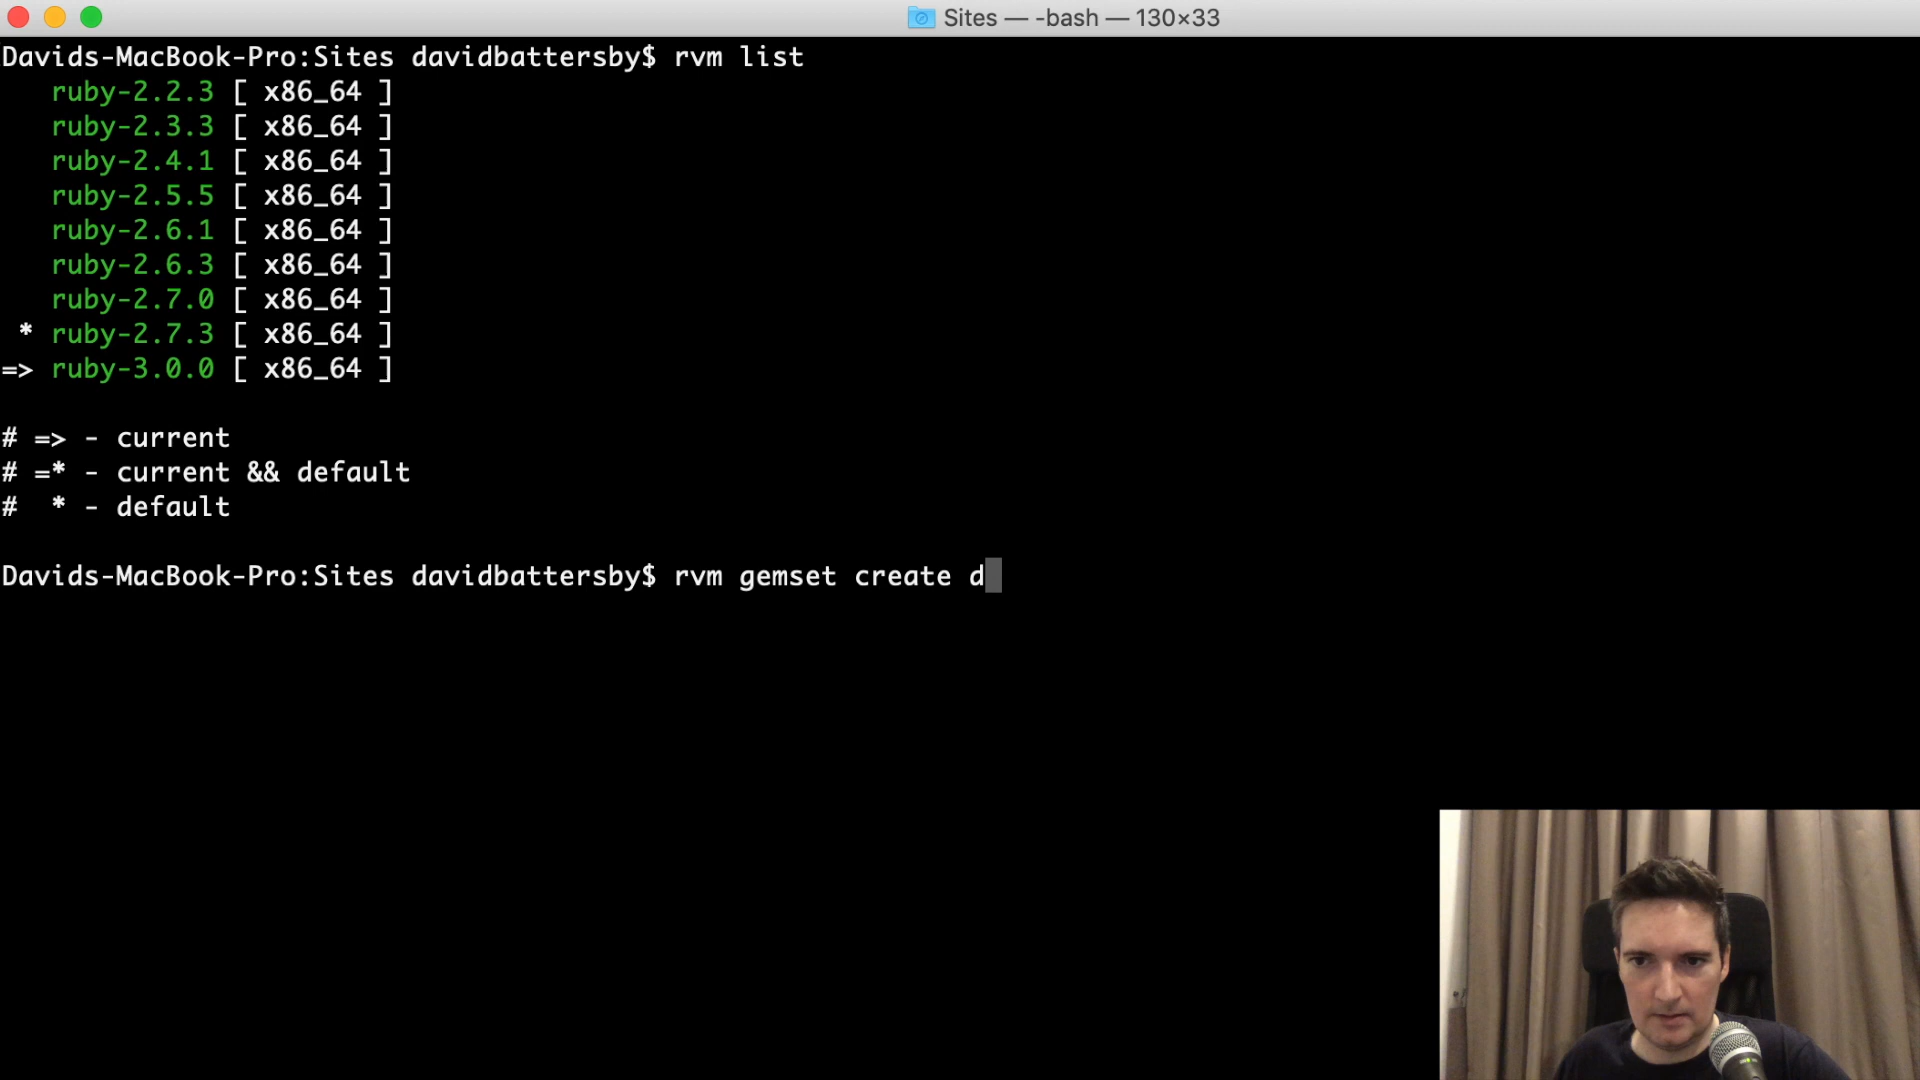 Sites — -bash — 130×33
Davids-MacBook-Pro:Sites davidbattersby$ rvm list
ruby-2.2.3 [ x86_64 ]
ruby-2.3.3 [ x86_64 ]
ruby-2.4.1 [ x86_64 ]
ruby-2.5.5 [ x86_64 ]
ruby-2.6.1 [ x86_64 ]
ruby-2.6.3 [ x86_64 ]
ruby-2.7.0 [ x86_64 ]
* ruby-2.7.3 [ x86_64 ]
=> ruby-3.0.0 [ x86_64 ]
# => - current
# =* - current && default
#  * - default
Davids-MacBook-Pro:Sites davidbattersby$ rvm gemset create d